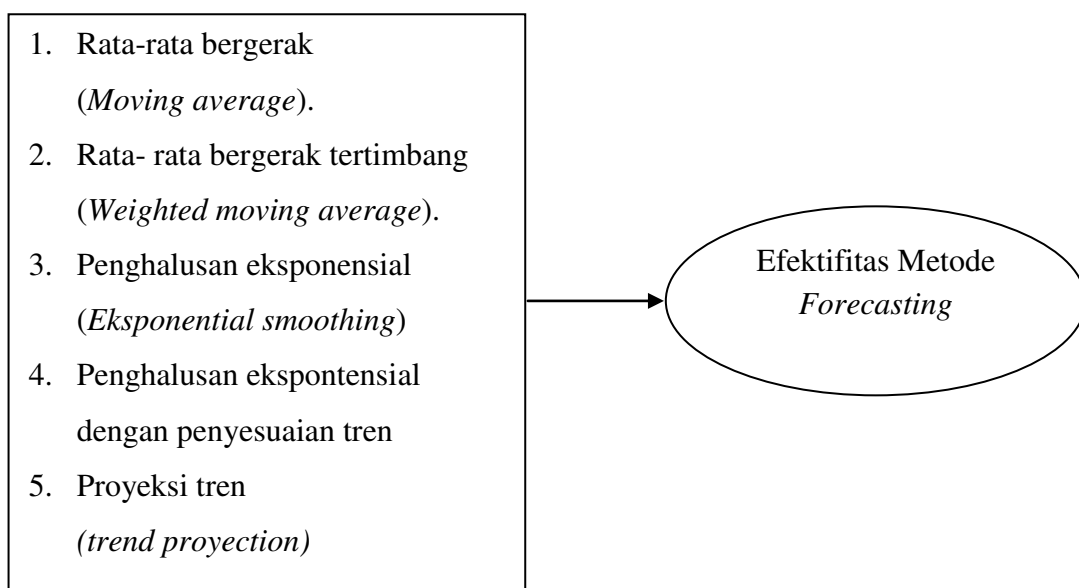 1. Rata-rata bergerak
(Moving average).
2. Rata- rata bergerak tertimbang
(Weighted moving average).
3. Penghalusan eksponensial
(Eksponential smoothing)
4. Penghalusan ekspontensial
dengan penyesuaian tren
5. Proyeksi tren
(trend proyection)
Efektifitas Metode
Forecasting